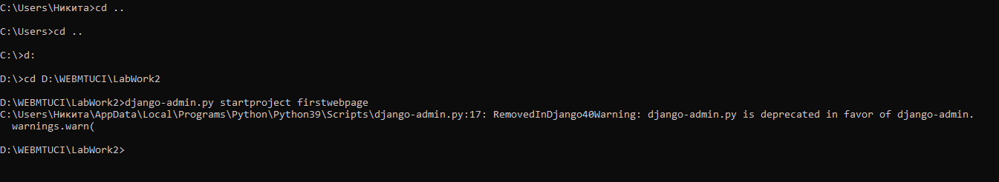 C:\Users\Никита>cd ..
C:\Users>cd ..
C:\>d:
D:\>cd D:\WEBMTUCI\LabWork2
D:\WEBMTUCI\LabWork2>django-admin.py startproject firstwebpage
C:\Users\Никита\AppData\Local\Programs\Python\Python39\Scripts\django-admin.py:17: RemovedInDjango40Warning: django-admin.py is deprecated in favor of django-admin.
  warnings.warn(
D:\WEBMTUCI\LabWork2>